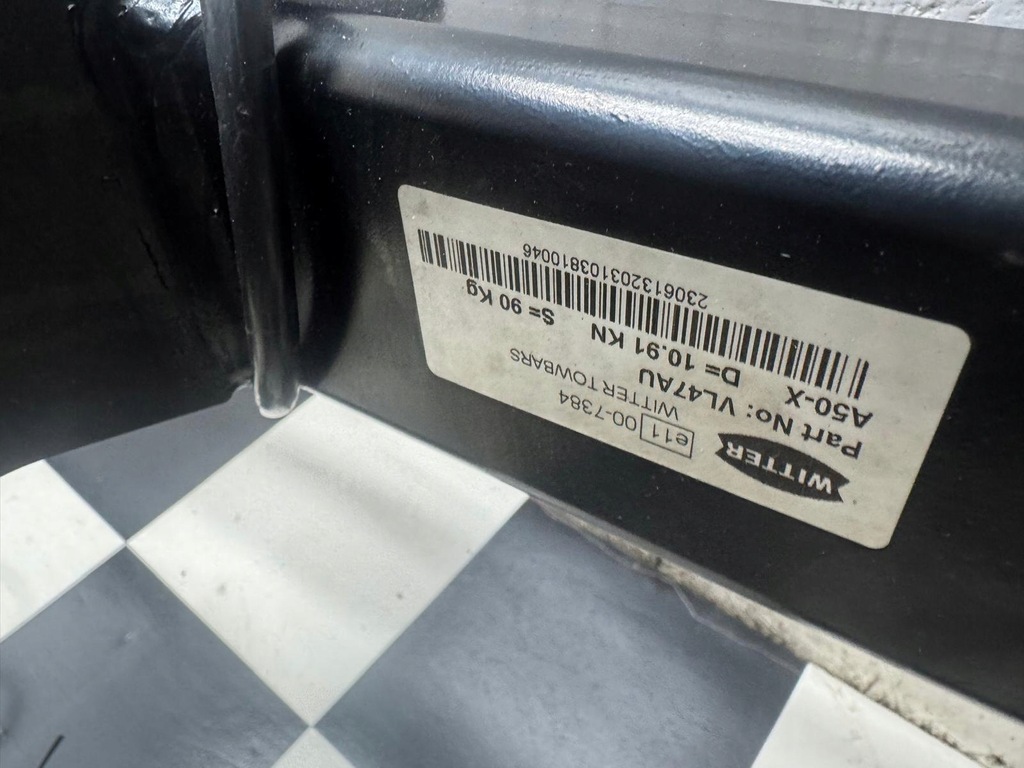 WITTER
e11 00-7384
WITTER TOWBARS
Part No: VL47AU
A50-X D= 10.91 KN S= 90 Kg
230613203103810046